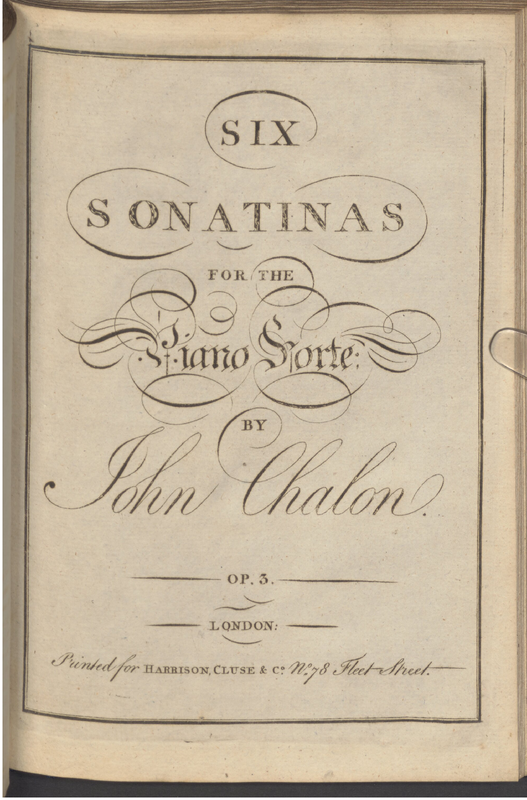 SIX
SONATINAS
FOR THE
Piano Forte:
BY
John Chalon.
OP. 3.
LONDON:
Printed for HARRISON, CLUSE & Co. No. 78 Fleet Street.